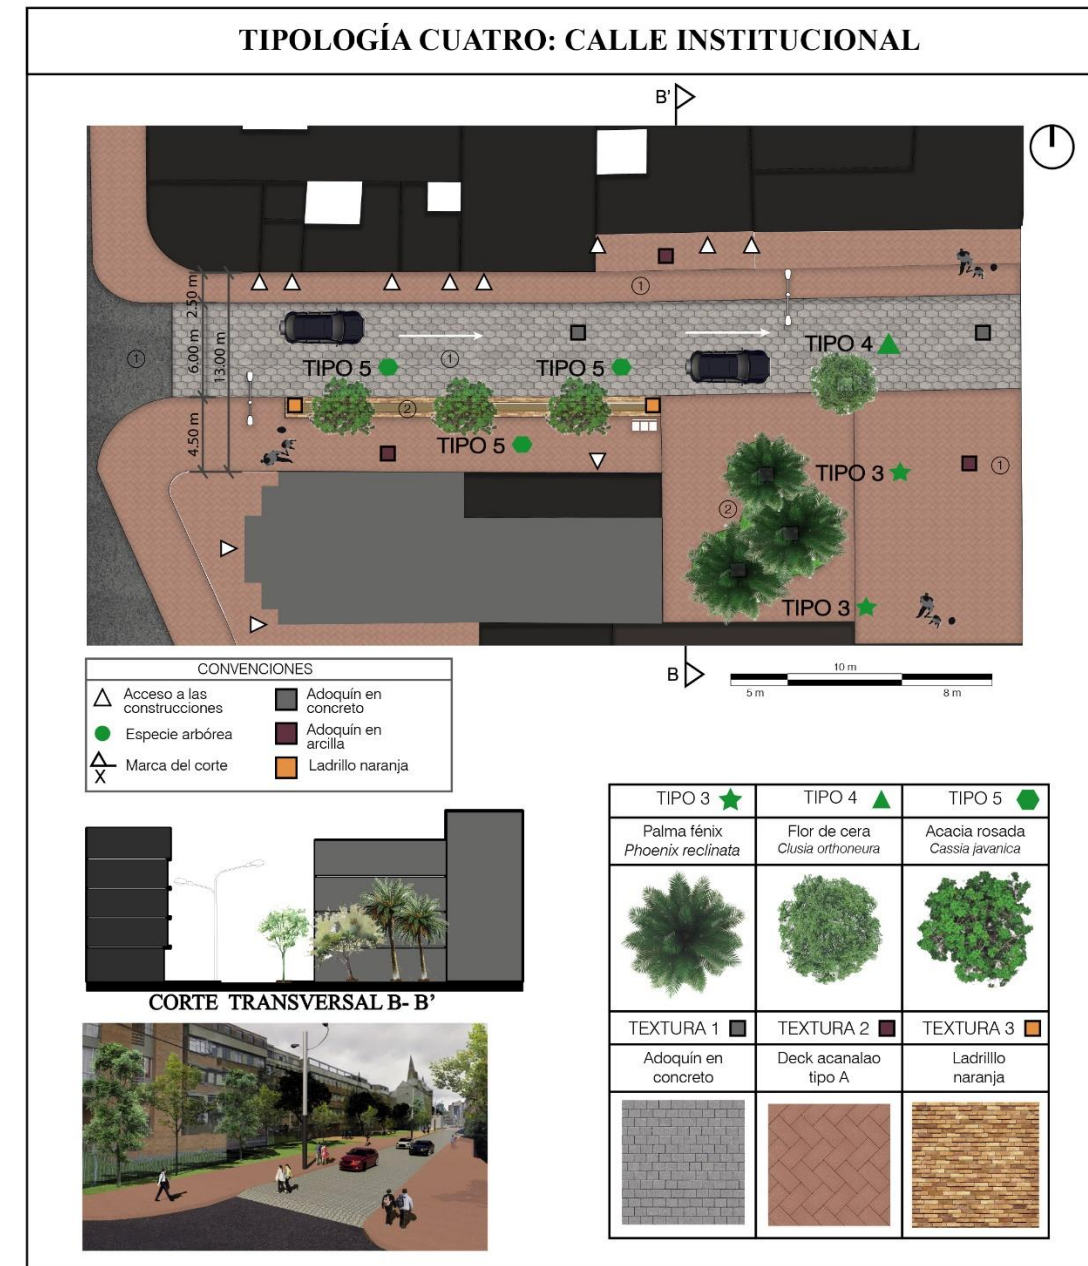 TIPOLOGÍA CUATRO: CALLE INSTITUCIONAL
B'
1
2.50 m
6.00 m
13.00 m
4.50 m
1
1
TIPO 5
TIPO 5
TIPO 4
2
TIPO 5
TIPO 3
1
2
TIPO 3
B
10 m
5 m
8 m
CONVENCIONES
Acceso a las
construcciones
Adoquín en
concreto
Especie arbórea
Adoquín en
arcilla
X
Marca del corte
Ladrillo naranja
CORTE TRANSVERSAL B- B’
TIPO 3
TIPO 4
TIPO 5
Palma fénix
Phoenix reclinata
Flor de cera
Clusia orthoneura
Acacia rosada
Cassia javanica
TEXTURA 1
TEXTURA 2
TEXTURA 3
Adoquín en
concreto
Deck acanalao
tipo A
Ladrilllo
naranja